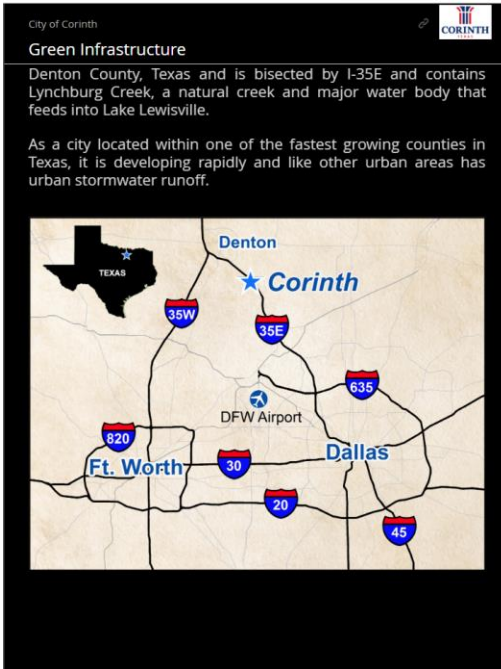 City of Corinth
CORINTH
TEXAS
Green Infrastructure
Denton County, Texas and is bisected by I-35E and contains
Lynchburg Creek, a natural creek and major water body that
feeds into Lake Lewisville.
As a city located within one of the fastest growing counties in
Texas, it is developing rapidly and like other urban areas has
urban stormwater runoff.
Denton
TEXAS
Corinth
35W
35E
635
DFW Airport
820
Ft. Worth
30
Dallas
20
45